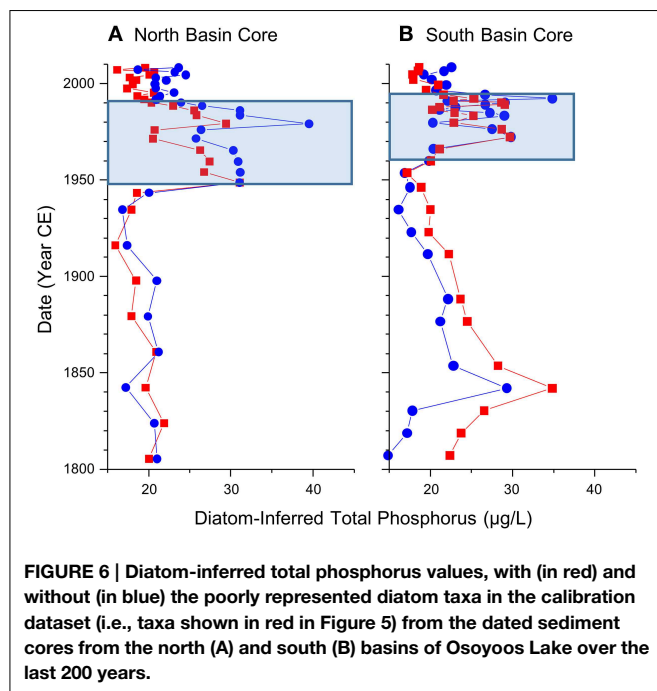 A North Basin Core
B South Basin Core
Date (Year CE)
2000
1950
1900
1850
1800
20 30 40
20 30 40
Diatom-Inferred Total Phosphorus (µg/L)
FIGURE 6 | Diatom-inferred total phosphorus values, with (in red) and
without (in blue) the poorly represented diatom taxa in the calibration
dataset (i.e., taxa shown in red in Figure 5) from the dated sediment
cores from the north (A) and south (B) basins of Osoyoos Lake over the
last 200 years.